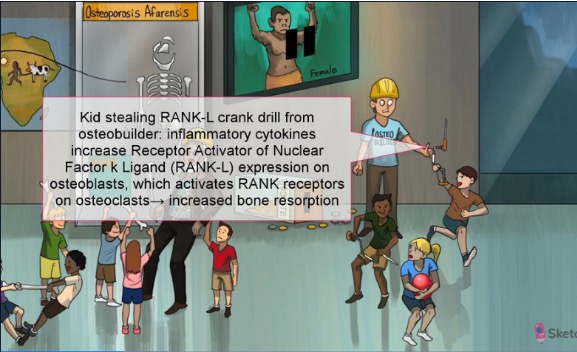 Osteoporosis Afarensis
Female
Kid stealing RANK-L crank drill from
osteobuilder: inflammatory cytokines
increase Receptor Activator of Nuclear
Factor k Ligand (RANK-L) expression on
osteoblasts, which activates RANK receptors
on osteoclasts→ increased bone resorption
OSTEO
Sketc